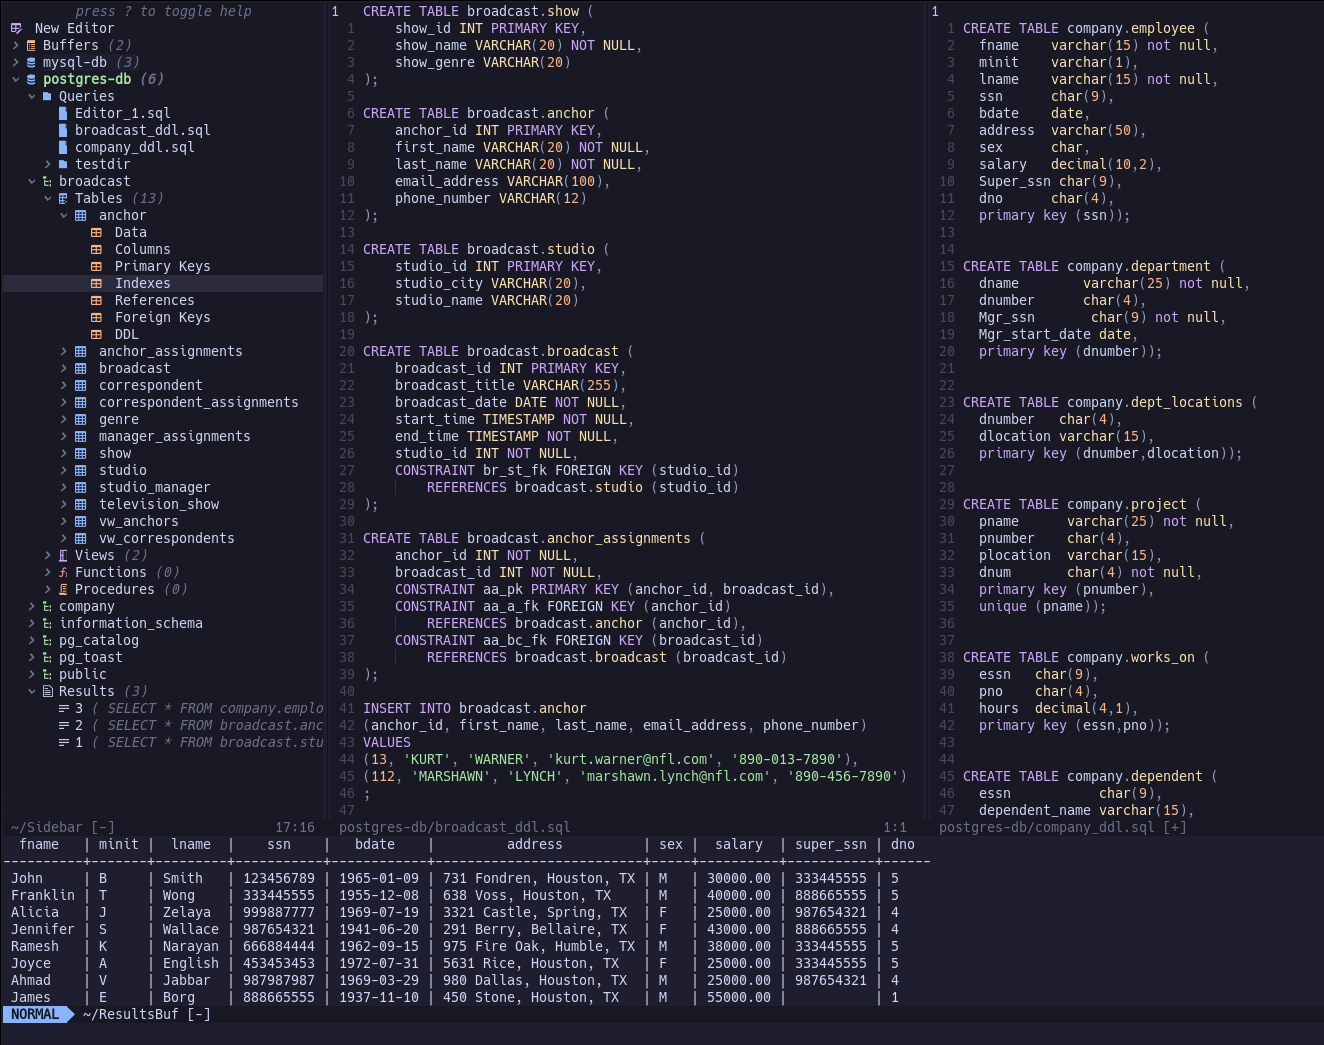 press ? to toggle help
New Editor
Buffers (2)
mysql-db (3)
postgres-db (6)
Queries
Editor_1.sql
broadcast_ddl.sql
company_ddl.sql
testdir
broadcast
Tables (13)
anchor
Data
Columns
Primary Keys
Indexes
References
Foreign Keys
DDL
anchor_assignments
broadcast
correspondent
correspondent_assignments
genre
manager_assignments
show
studio
studio_manager
television_show
vw_anchors
vw_correspondents
Views (2)
Functions (0)
Procedures (0)
company
information_schema
pg_catalog
pg_toast
public
Results (3)
3 ( SELECT * FROM company.emplo
2 ( SELECT * FROM broadcast.anc
1 ( SELECT * FROM broadcast.stu
~/Sidebar [-] 17:16
1 CREATE TABLE broadcast.show (
1 show_id INT PRIMARY KEY,
2 show_name VARCHAR(20) NOT NULL,
3 show_genre VARCHAR(20)
4 );
5
6 CREATE TABLE broadcast.anchor (
7 anchor_id INT PRIMARY KEY,
8 first_name VARCHAR(20) NOT NULL,
9 last_name VARCHAR(20) NOT NULL,
10 email_address VARCHAR(100),
11 phone_number VARCHAR(12)
12 );
13
14 CREATE TABLE broadcast.studio (
15 studio_id INT PRIMARY KEY,
16 studio_city VARCHAR(20),
17 studio_name VARCHAR(20)
18 );
19
20 CREATE TABLE broadcast.broadcast (
21 broadcast_id INT PRIMARY KEY,
22 broadcast_title VARCHAR(255),
23 broadcast_date DATE NOT NULL,
24 start_time TIMESTAMP NOT NULL,
25 end_time TIMESTAMP NOT NULL,
26 studio_id INT NOT NULL,
27 CONSTRAINT br_st_fk FOREIGN KEY (studio_id)
28 REFERENCES broadcast.studio (studio_id)
29 );
30
31 CREATE TABLE broadcast.anchor_assignments (
32 anchor_id INT NOT NULL,
33 broadcast_id INT NOT NULL,
34 CONSTRAINT aa_pk PRIMARY KEY (anchor_id, broadcast_id),
35 CONSTRAINT aa_a_fk FOREIGN KEY (anchor_id)
36 REFERENCES broadcast.anchor (anchor_id),
37 CONSTRAINT aa_bc_fk FOREIGN KEY (broadcast_id)
38 REFERENCES broadcast.broadcast (broadcast_id)
39 );
40
41 INSERT INTO broadcast.anchor
42 (anchor_id, first_name, last_name, email_address, phone_number)
43 VALUES
44 (13, 'KURT', 'WARNER', 'kurt.warner@nfl.com', '890-013-7890'),
45 (112, 'MARSHAWN', 'LYNCH', 'marshawn.lynch@nfl.com', '890-456-7890')
46 ;
47
postgres-db/broadcast_ddl.sql 1:1
1
1 CREATE TABLE company.employee (
2 fname varchar(15) not null,
3 minit varchar(1),
4 lname varchar(15) not null,
5 ssn char(9),
6 bdate date,
7 address varchar(50),
8 sex char,
9 salary decimal(10,2),
10 Super_ssn char(9),
11 dno char(4),
12 primary key (ssn));
13
14
15 CREATE TABLE company.department (
16 dname varchar(25) not null,
17 dnumber char(4),
18 Mgr_ssn char(9) not null,
19 Mgr_start_date date,
20 primary key (dnumber));
21
22
23 CREATE TABLE company.dept_locations (
24 dnumber char(4),
25 dlocation varchar(15),
26 primary key (dnumber,dlocation));
27
28
29 CREATE TABLE company.project (
30 pname varchar(25) not null,
31 pnumber char(4),
32 plocation varchar(15),
33 dnum char(4) not null,
34 primary key (pnumber),
35 unique (pname));
36
37
38 CREATE TABLE company.works_on (
39 essn char(9),
40 pno char(4),
41 hours decimal(4,1),
42 primary key (essn,pno));
43
44
45 CREATE TABLE company.dependent (
46 essn char(9),
47 dependent_name varchar(15),
postgres-db/company_ddl.sql [+]
fname | minit | lname | ssn | bdate | address | sex | salary | super_ssn | dno
----------+-------+---------+-----------+------------+--------------------------+-----+----------+-----------+-----
John | B | Smith | 123456789 | 1965-01-09 | 731 Fondren, Houston, TX | M | 30000.00 | 333445555 | 5
Franklin | T | Wong | 333445555 | 1955-12-08 | 638 Voss, Houston, TX | M | 40000.00 | 888665555 | 5
Alicia | J | Zelaya | 999887777 | 1969-07-19 | 3321 Castle, Spring, TX | F | 25000.00 | 987654321 | 4
Jennifer | S | Wallace | 987654321 | 1941-06-20 | 291 Berry, Bellaire, TX | F | 43000.00 | 888665555 | 4
Ramesh | K | Narayan | 666884444 | 1962-09-15 | 975 Fire Oak, Humble, TX | M | 38000.00 | 333445555 | 5
Joyce | A | English | 453453453 | 1972-07-31 | 5631 Rice, Houston, TX | F | 25000.00 | 333445555 | 5
Ahmad | V | Jabbar | 987987987 | 1969-03-29 | 980 Dallas, Houston, TX | M | 25000.00 | 987654321 | 4
James | E | Borg | 888665555 | 1937-11-10 | 450 Stone, Houston, TX | M | 55000.00 | | 1
NORMAL ~/ResultsBuf [-]